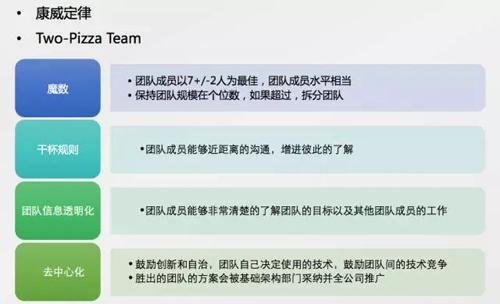 • 康威定律
• Two-Pizza Team
魔数
• 团队成员以7+/-2人为最佳，团队成员水平相当
• 保持团队规模在个位数，如果超过，拆分团队
干杯规则
•团队成员能够近距离的沟通，增进彼此的了解
团队信息透明化
•团队成员能够非常清楚的了解团队的目标以及其他团队成员的工作
去中心化
•鼓励创新和自治，团队自己决定使用的技术，鼓励团队间的技术竞争
•胜出的团队的方案会被基础架构部门采纳并全公司推广